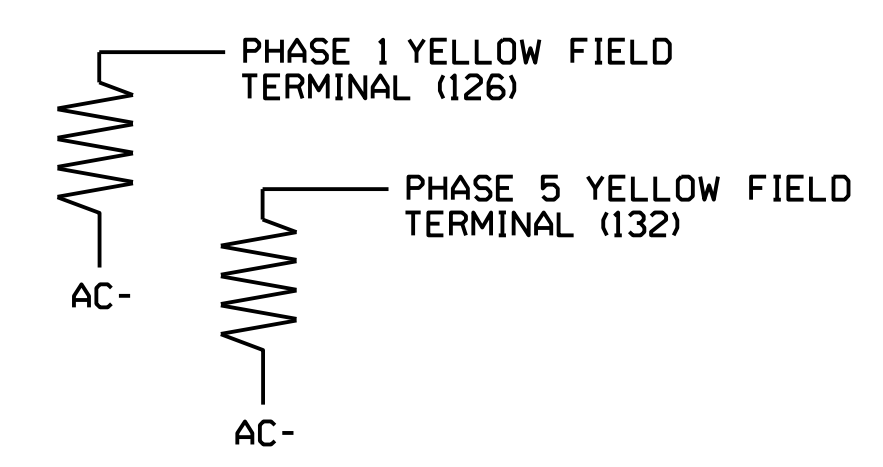 PHASE 1 YELLOW FIELD
TERMINAL (126)
AC-
PHASE 5 YELLOW FIELD
TERMINAL (132)
AC-